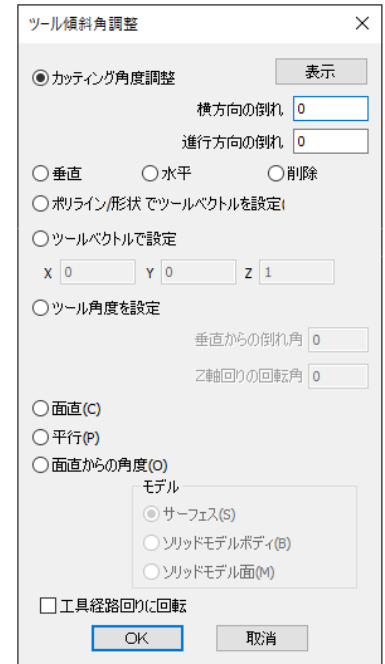 ツール傾斜角調整
カッティング角度調整 表示
横方向の倒れ 0
進行方向の倒れ 0
垂直 水平 削除
ポリライン/形状 でツールベクトルを設定(
ツールベクトルで設定
X 0 Y 0 Z 1
ツール角度を設定
垂直からの倒れ角 0
Z軸回りの回転角 0
面直(C)
平行(P)
面直からの角度(O)
モデル
サーフェス(S)
ソリッドモデルボディ(B)
ソリッドモデル面(M)
工具経路回りに回転
OK 取消